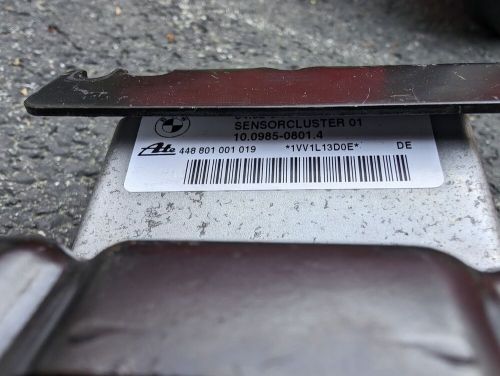 SENSORCLUSTER 01
10.0985-0801.4
Ate 448 801 001 019 *1VV1L13D0E* DE